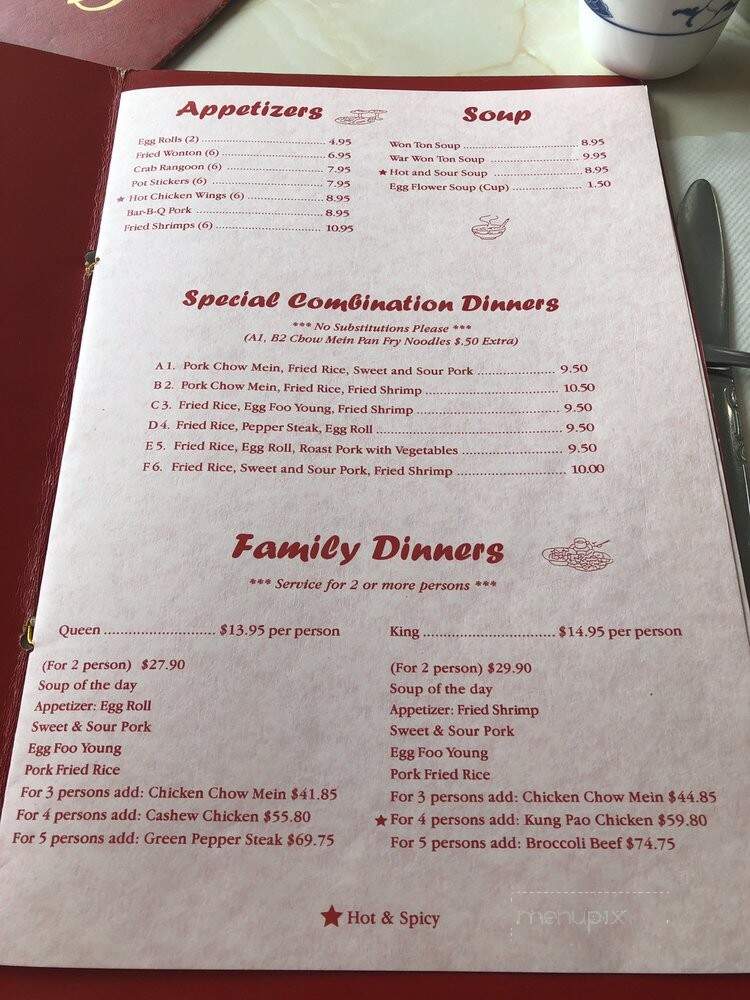 Appetizers
Egg Rolls (2) 4.95
Fried Wonton (6) 6.95
Crab Rangoon (6) 7.95
Pot Stickers (6) 7.95
★ Hot Chicken Wings (6) 8.95
Bar-B-Q Pork 8.95
Fried Shrimps (6) 10.95
Soup
Won Ton Soup 8.95
War Won Ton Soup 9.95
★ Hot and Sour Soup 8.95
Egg Flower Soup (Cup) 1.50
Special Combination Dinners
*** No Substitutions Please ***
(A1, B2 Chow Mein Pan Fry Noodles $.50 Extra)
A 1. Pork Chow Mein, Fried Rice, Sweet and Sour Pork 9.50
B 2. Pork Chow Mein, Fried Rice, Fried Shrimp 10.50
C 3. Fried Rice, Egg Foo Young, Fried Shrimp 9.50
D 4. Fried Rice, Pepper Steak, Egg Roll 9.50
E 5. Fried Rice, Egg Roll, Roast Pork with Vegetables 9.50
F 6. Fried Rice, Sweet and Sour Pork, Fried Shrimp 10.00
Family Dinners
*** Service for 2 or more persons ***
Queen $13.95 per person
(For 2 person) $27.90
Soup of the day
Appetizer: Egg Roll
Sweet & Sour Pork
Egg Foo Young
Pork Fried Rice
For 3 persons add: Chicken Chow Mein $41.85
For 4 persons add: Cashew Chicken $55.80
For 5 persons add: Green Pepper Steak $69.75
King $14.95 per person
(For 2 person) $29.90
Soup of the day
Appetizer: Fried Shrimp
Sweet & Sour Pork
Egg Foo Young
Pork Fried Rice
For 3 persons add: Chicken Chow Mein $44.85
★ For 4 persons add: Kung Pao Chicken $59.80
For 5 persons add: Broccoli Beef $74.75
★ Hot & Spicy
menupix